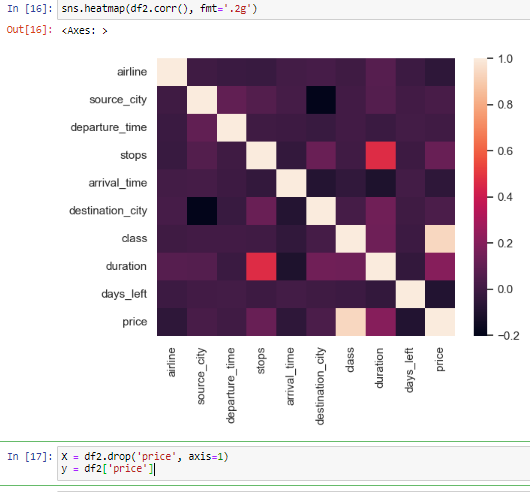 In [16]: sns.heatmap(df2.corr(), fmt='.2g')
Out[16]: <Axes: >
1.0
airline
source_city
0.8
departure_time
stops
0.6
arrival_time
0.4
destination_city
class
0.2
duration
0.0
days_left
price
−0.2
airline
source_city
departure_time
stops
arrival_time
destination_city
class
duration
days_left
price
In [17]: X = df2.drop('price', axis=1)
y = df2['price']